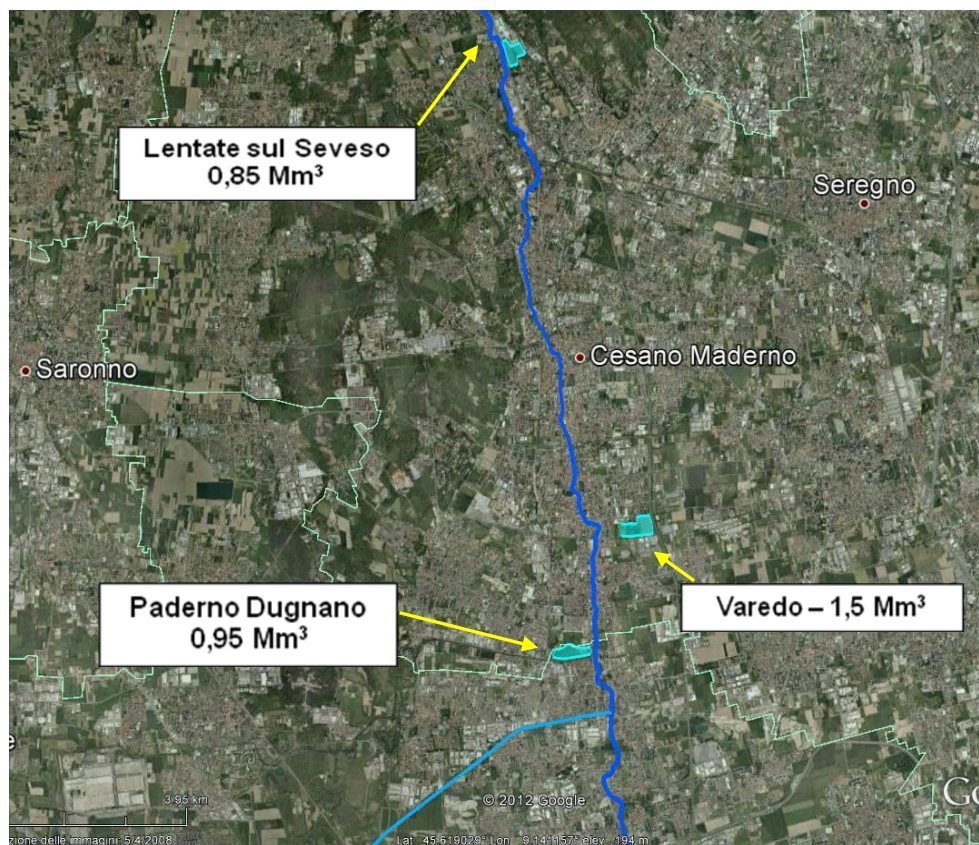 Lentate sul Seveso
0,85 Mm³
Seregno
Saronno
Cesano Maderno
Paderno Dugnano
0,95 Mm³
Varedo – 1,5 Mm³
e
3.95 km
© 2012 Google
Go
zione delle immagini: 5/4/2008
Lat 45.619029° Lon 9.141157° elev 194 m